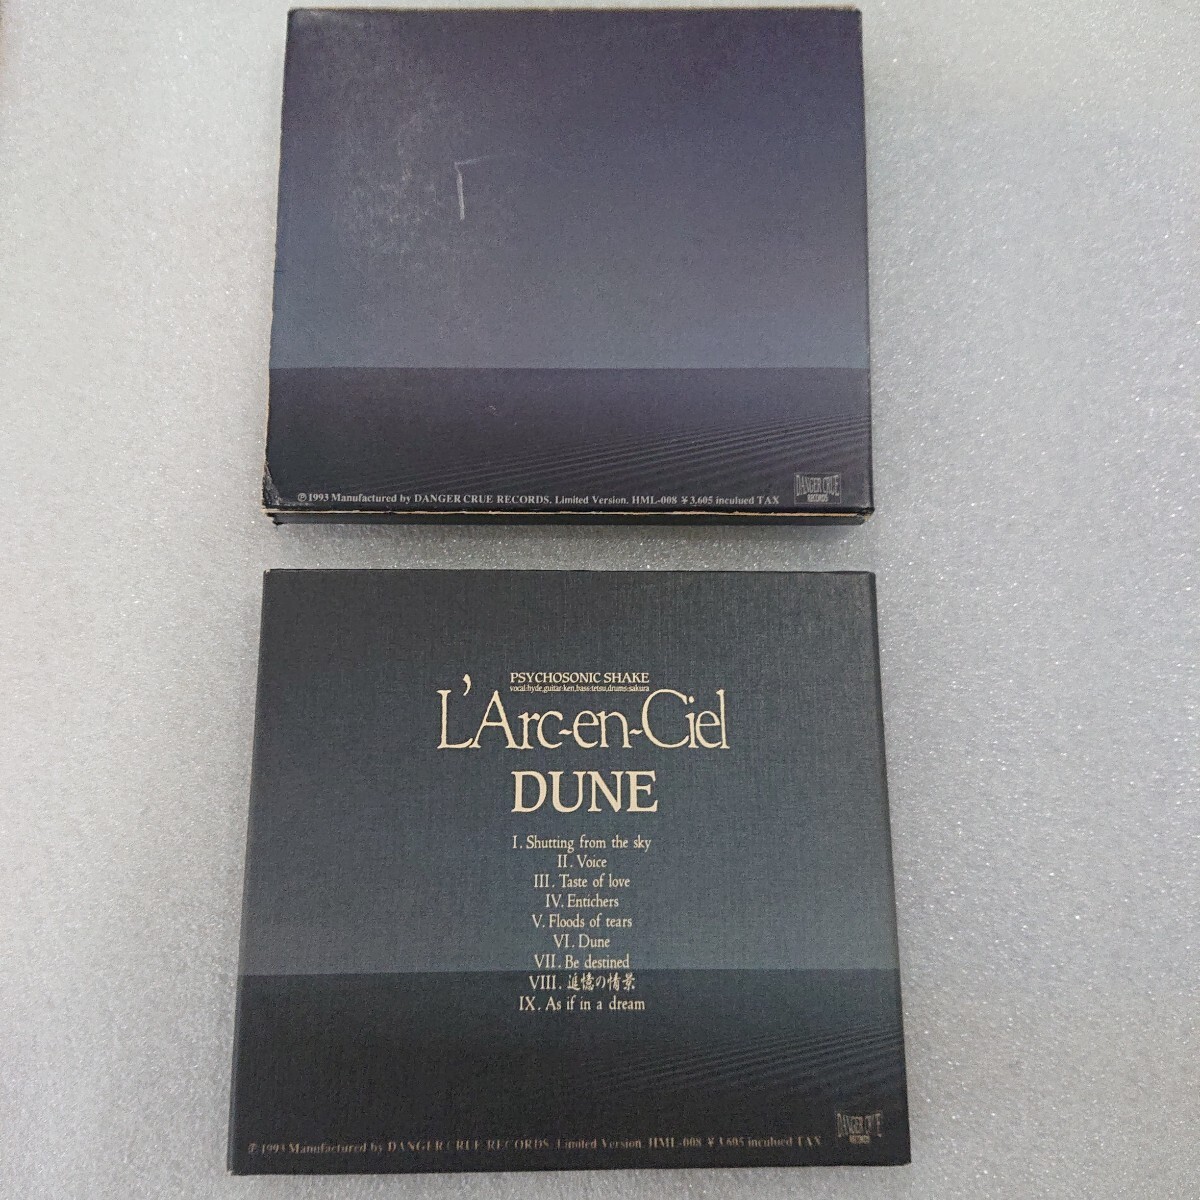 ℗1993 Manufactured by DANGER CRUE RECORDS. Limited Version. HML-008 ¥3,605 inculued TAX
DANGER CRUE
RECORDS
PSYCHOSONIC SHAKE
vocal:hyde,guitar:ken,bass:tetsu,drums:sakura
L'Arc-en-Ciel
DUNE
I. Shutting from the sky
II. Voice
III. Taste of love
IV. Entichers
V. Floods of tears
VI. Dune
VII. Be destined
VIII. 追憶の情景
IX. As if in a dream
DANGER CRUE
RECORDS
℗1993 Manufactured by DANGER CRUE RECORDS. Limited Version. HML-008 ¥3,605 inculued TAX